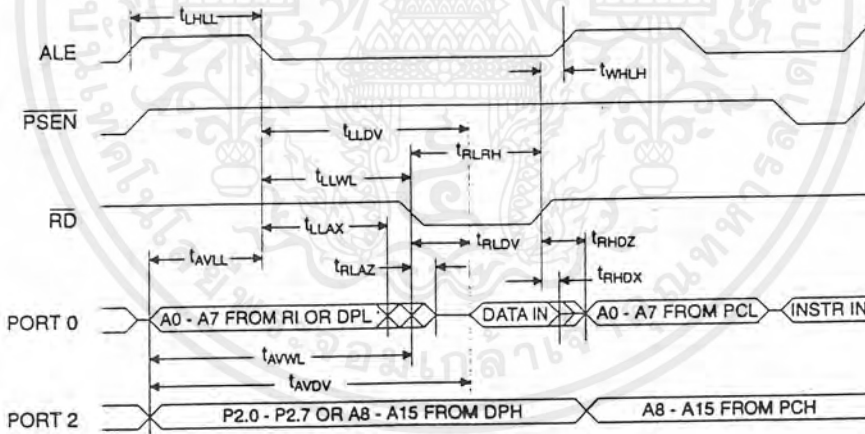 tLHLL
ALE
tWHLH
PSEN
tLLDV
tRLRH
tLLWL
RD
tLLAX
tRLDV
tRHDZ
tAVLL
tRLAZ
tRHDX
PORT 0
A0 - A7 FROM RI OR DPL
DATA IN
A0 - A7 FROM PCL
INSTR IN
tAVWL
tAVDV
PORT 2
P2.0 - P2.7 OR A8 - A15 FROM DPH
A8 - A15 FROM PCH